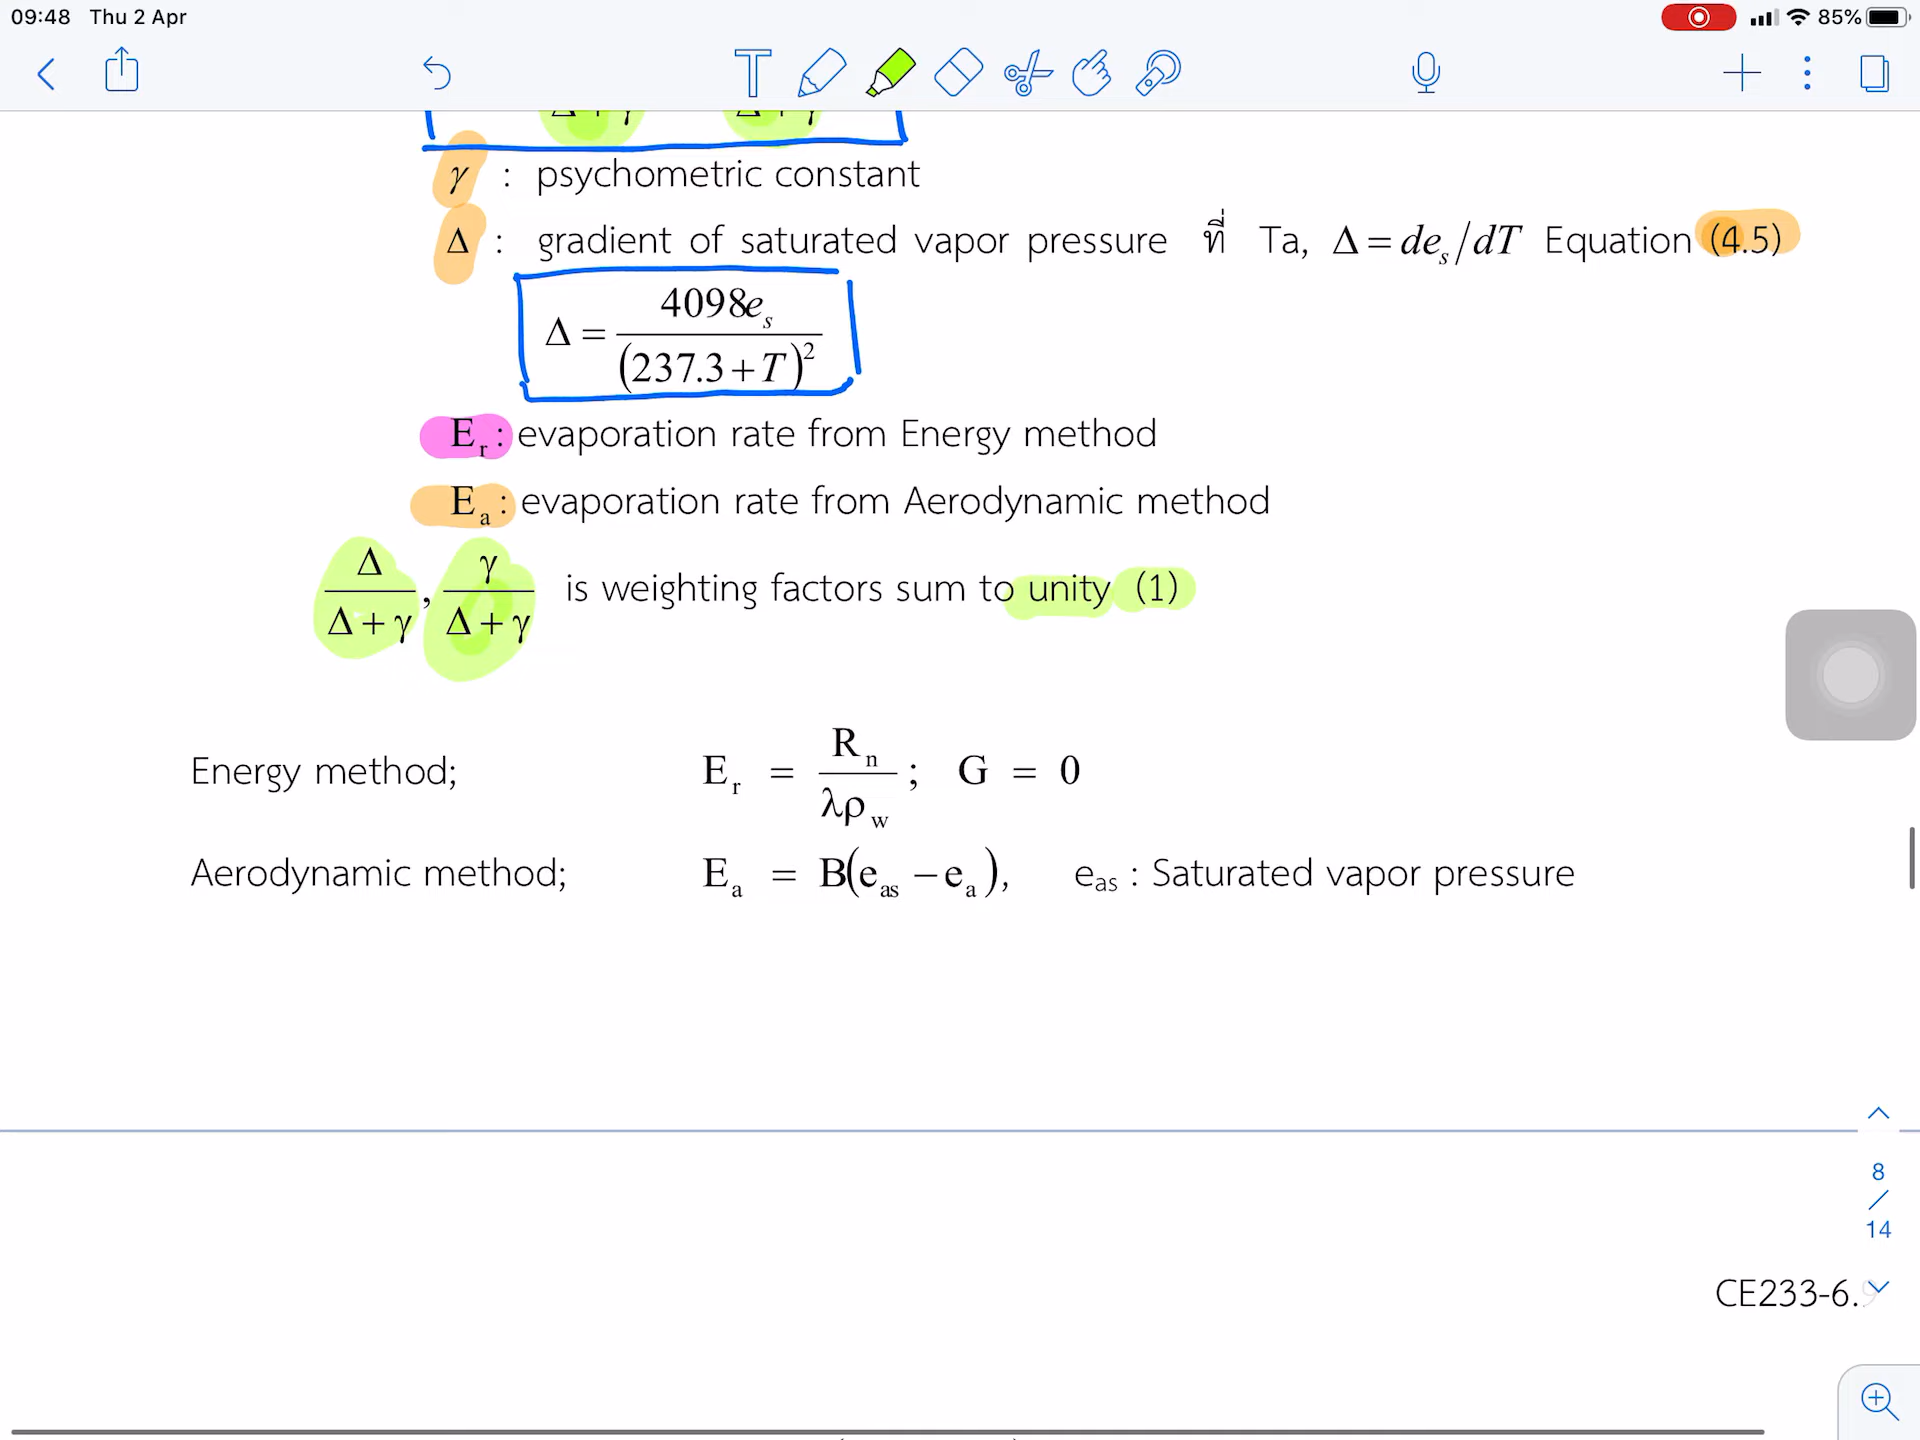 09:48 Thu 2 Apr 85%
γ : psychometric constant
Δ : gradient of saturated vapor pressure ที่ Ta, Δ = de_s/dT Equation (4.5)
Δ = 4098e_s / (237.3 + T)^2
E_r : evaporation rate from Energy method
E_a : evaporation rate from Aerodynamic method
Δ / (Δ + γ) , γ / (Δ + γ) is weighting factors sum to unity (1)
Energy method; E_r = R_n / λρ_w ; G = 0
Aerodynamic method; E_a = B(e_as − e_a), e_as : Saturated vapor pressure
8
/
14
CE233-6.